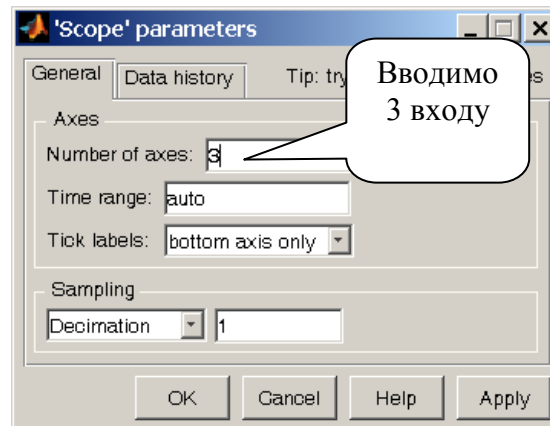 'Scope' parameters
General Data history Tip: try
Вводимо
3 входу
Axes
Number of axes: 3
Time range: auto
Tick labels: bottom axis only
Sampling
Decimation 1
OK Cancel Help Apply